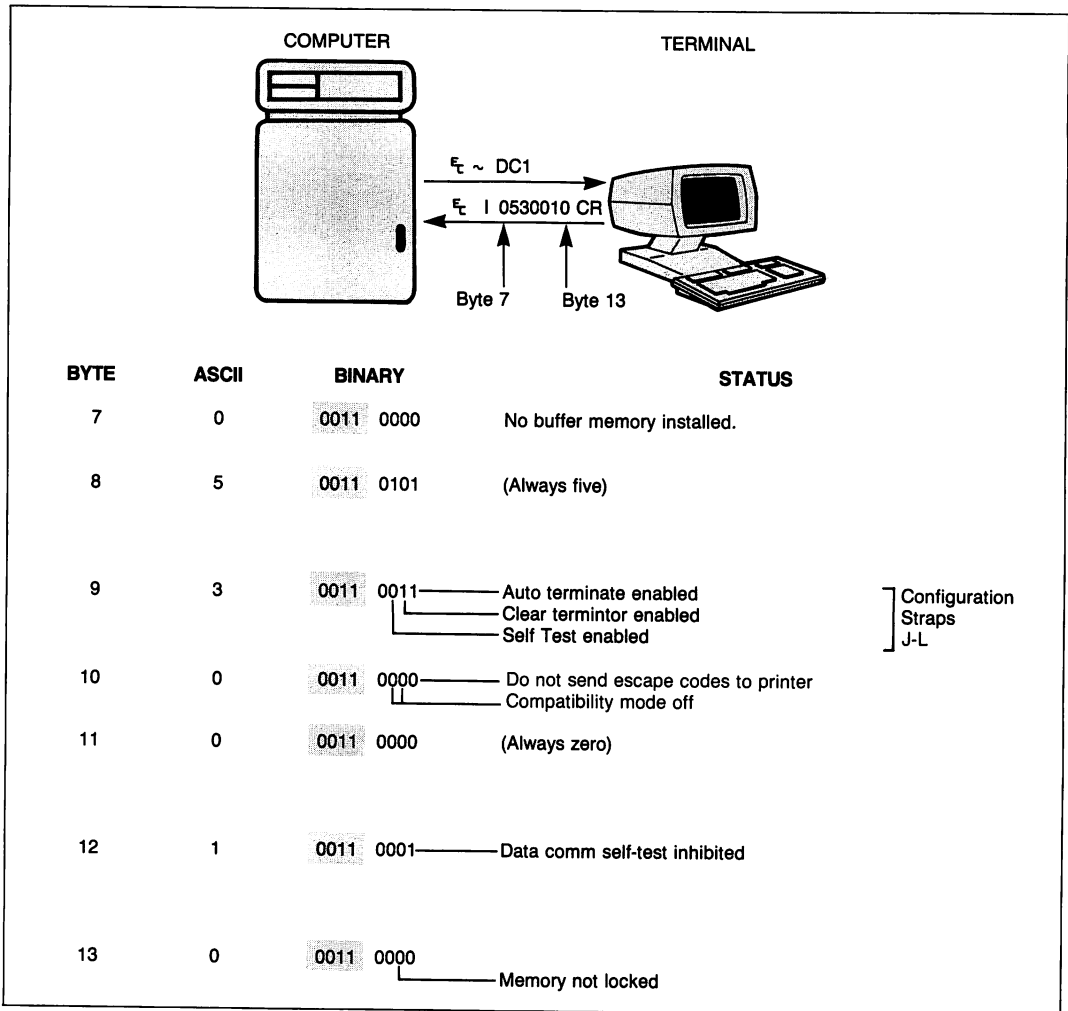 COMPUTER TERMINAL
E꜀ ~ DC1
E꜀ | 0530010 CR
Byte 7 Byte 13
BYTE ASCII BINARY STATUS
7 0 0011 0000 No buffer memory installed.
8 5 0011 0101 (Always five)
9 3 0011 0011 Auto terminate enabled
Clear termintor enabled
Self Test enabled
Configuration
Straps
J-L
10 0 0011 0000 Do not send escape codes to printer
Compatibility mode off
11 0 0011 0000 (Always zero)
12 1 0011 0001 Data comm self-test inhibited
13 0 0011 0000
Memory not locked